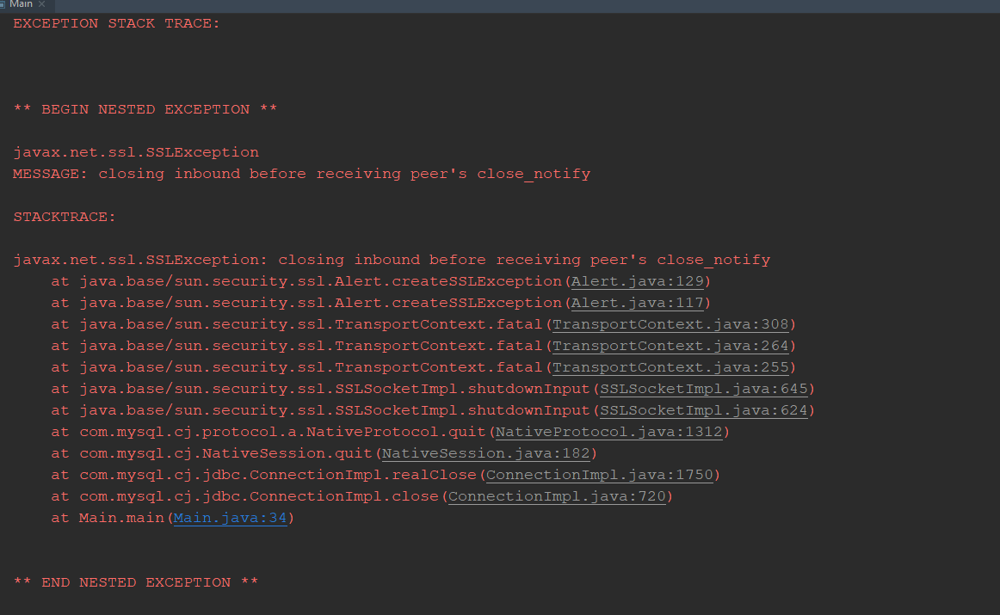 Main
EXCEPTION STACK TRACE:
** BEGIN NESTED EXCEPTION **
javax.net.ssl.SSLException
MESSAGE: closing inbound before receiving peer's close_notify
STACKTRACE:
javax.net.ssl.SSLException: closing inbound before receiving peer's close_notify
at java.base/sun.security.ssl.Alert.createSSLException(Alert.java:129)
at java.base/sun.security.ssl.Alert.createSSLException(Alert.java:117)
at java.base/sun.security.ssl.TransportContext.fatal(TransportContext.java:308)
at java.base/sun.security.ssl.TransportContext.fatal(TransportContext.java:264)
at java.base/sun.security.ssl.TransportContext.fatal(TransportContext.java:255)
at java.base/sun.security.ssl.SSLSocketImpl.shutdownInput(SSLSocketImpl.java:645)
at java.base/sun.security.ssl.SSLSocketImpl.shutdownInput(SSLSocketImpl.java:624)
at com.mysql.cj.protocol.a.NativeProtocol.quit(NativeProtocol.java:1312)
at com.mysql.cj.NativeSession.quit(NativeSession.java:182)
at com.mysql.cj.jdbc.ConnectionImpl.realClose(ConnectionImpl.java:1750)
at com.mysql.cj.jdbc.ConnectionImpl.close(ConnectionImpl.java:720)
at Main.main(Main.java:34)
** END NESTED EXCEPTION **